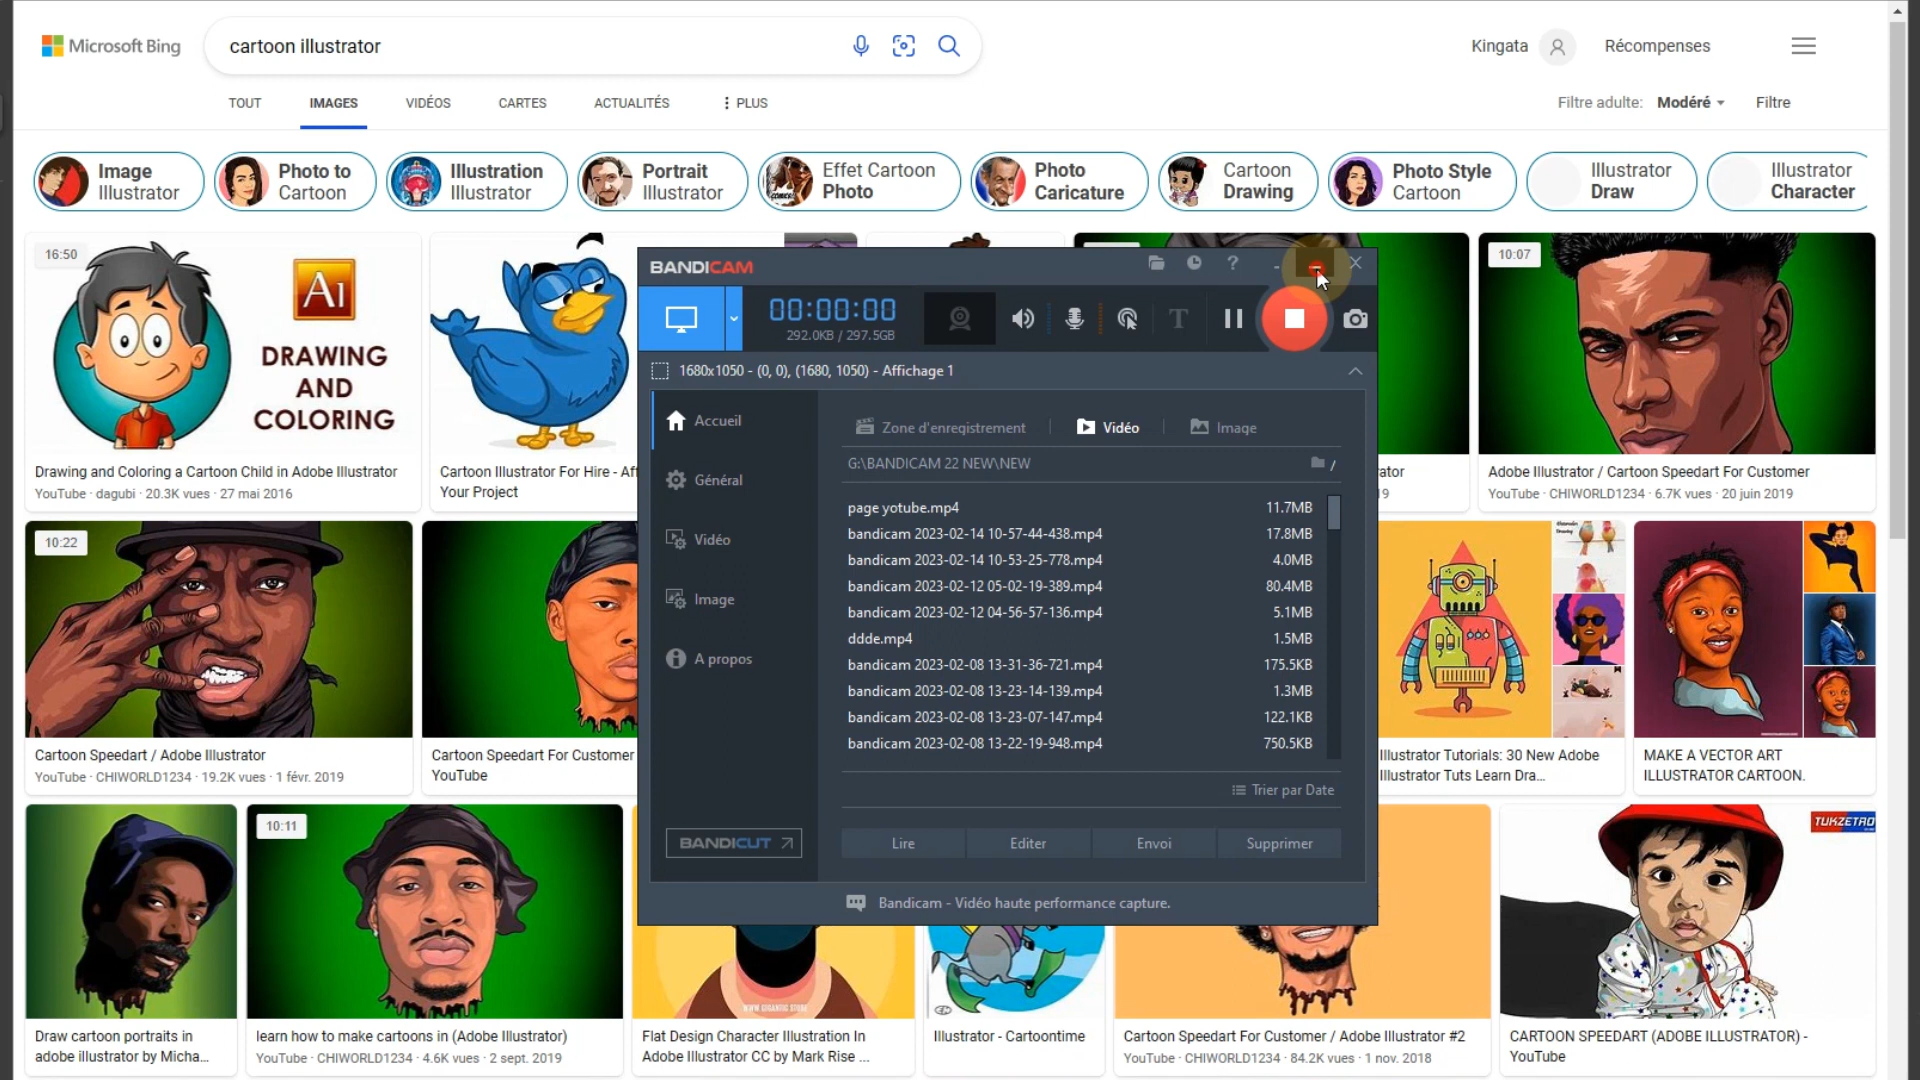 Microsoft Bing
cartoon illustrator
Kingata
Récompenses
TOUT
IMAGES
VIDÉOS
CARTES
ACTUALITÉS
PLUS
Filtre adulte: Modéré
Filtre
Image
Illustrator
Photo to
Cartoon
Illustration
Illustrator
Portrait
Illustrator
Effet Cartoon
Photo
Photo
Caricature
Cartoon
Drawing
Photo Style
Cartoon
Illustrator
Draw
Illustrator
Character
16:50
Ai
DRAWING
AND
COLORING
Drawing and Coloring a Cartoon Child in Adobe Illustrator
YouTube · dagubi · 20.3K vues · 27 mai 2016
Cartoon Illustrator For Hire - Aff
Your Project
10:07
Adobe Illustrator / Cartoon Speedart For Customer
YouTube · CHIWORLD1234 · 6.7K vues · 20 juin 2019
BANDICAM
?
00:00:00
292.0KB / 297.5GB
T
1680x1050 - (0, 0), (1680, 1050) - Affichage 1
Accueil
Général
Vidéo
Image
A propos
BANDICUT
Zone d'enregistrement
Vidéo
Image
G:\BANDICAM 22 NEW\NEW
/
page yotube.mp4 11.7MB
bandicam 2023-02-14 10-57-44-438.mp4 17.8MB
bandicam 2023-02-14 10-53-25-778.mp4 4.0MB
bandicam 2023-02-12 05-02-19-389.mp4 80.4MB
bandicam 2023-02-12 04-56-57-136.mp4 5.1MB
ddde.mp4 1.5MB
bandicam 2023-02-08 13-31-36-721.mp4 175.5KB
bandicam 2023-02-08 13-23-14-139.mp4 1.3MB
bandicam 2023-02-08 13-23-07-147.mp4 122.1KB
bandicam 2023-02-08 13-22-19-948.mp4 750.5KB
Trier par Date
Lire
Editer
Envoi
Supprimer
Bandicam - Vidéo haute performance capture.
rator
19
10:22
Cartoon Speedart / Adobe Illustrator
YouTube · CHIWORLD1234 · 19.2K vues · 1 févr. 2019
Cartoon Speedart For Customer
YouTube
Illustrator Tutorials: 30 New Adobe
Illustrator Tuts Learn Dra...
MAKE A VECTOR ART
ILLUSTRATOR CARTOON.
Draw cartoon portraits in
adobe illustrator by Micha...
10:11
learn how to make cartoons in (Adobe Illustrator)
YouTube · CHIWORLD1234 · 4.6K vues · 2 sept. 2019
Flat Design Character Illustration In
Adobe Illustrator CC by Mark Rise ...
Illustrator - Cartoontime
Cartoon Speedart For Customer / Adobe Illustrator #2
YouTube · CHIWORLD1234 · 84.2K vues · 1 nov. 2018
TUKZETRO
CARTOON SPEEDART (ADOBE ILLUSTRATOR) -
YouTube